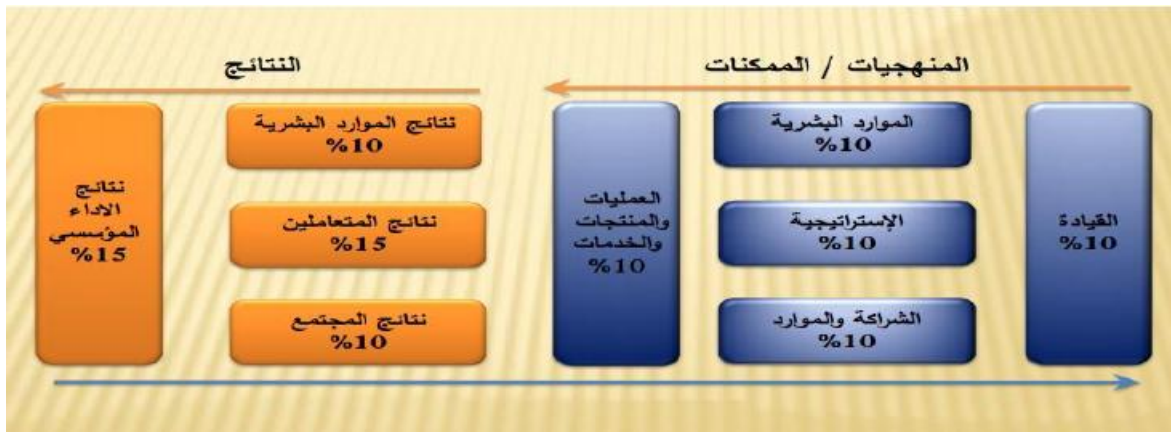 المنهجيات / الممكنات
القيادة
%10
الموارد البشرية
%10
الإستراتيجية
%10
الشراكة والموارد
%10
العمليات
والمنتجات
والخدمات
%10
النتائج
نتائج الموارد البشرية
%10
نتائج المتعاملين
%15
نتائج المجتمع
%10
نتائج
الاداء
المؤسسي
%15